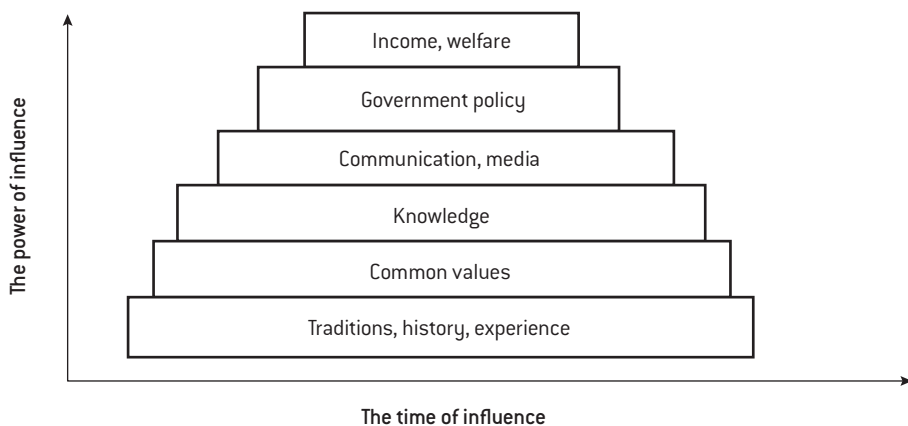 Income, welfare
Government policy
Communication, media
Knowledge
Common values
Traditions, history, experience
The power of influence
The time of influence